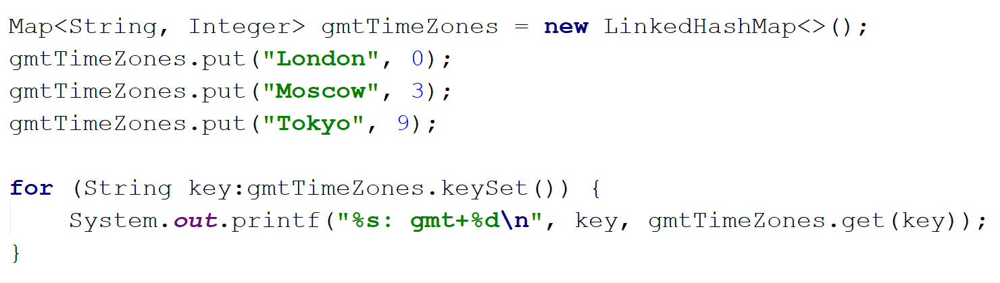 Map<String, Integer> gmtTimeZones = new LinkedHashMap<>();
gmtTimeZones.put("London", 0);
gmtTimeZones.put("Moscow", 3);
gmtTimeZones.put("Tokyo", 9);
for (String key:gmtTimeZones.keySet()) {
System.out.printf("%s: gmt+%d\n", key, gmtTimeZones.get(key));
}